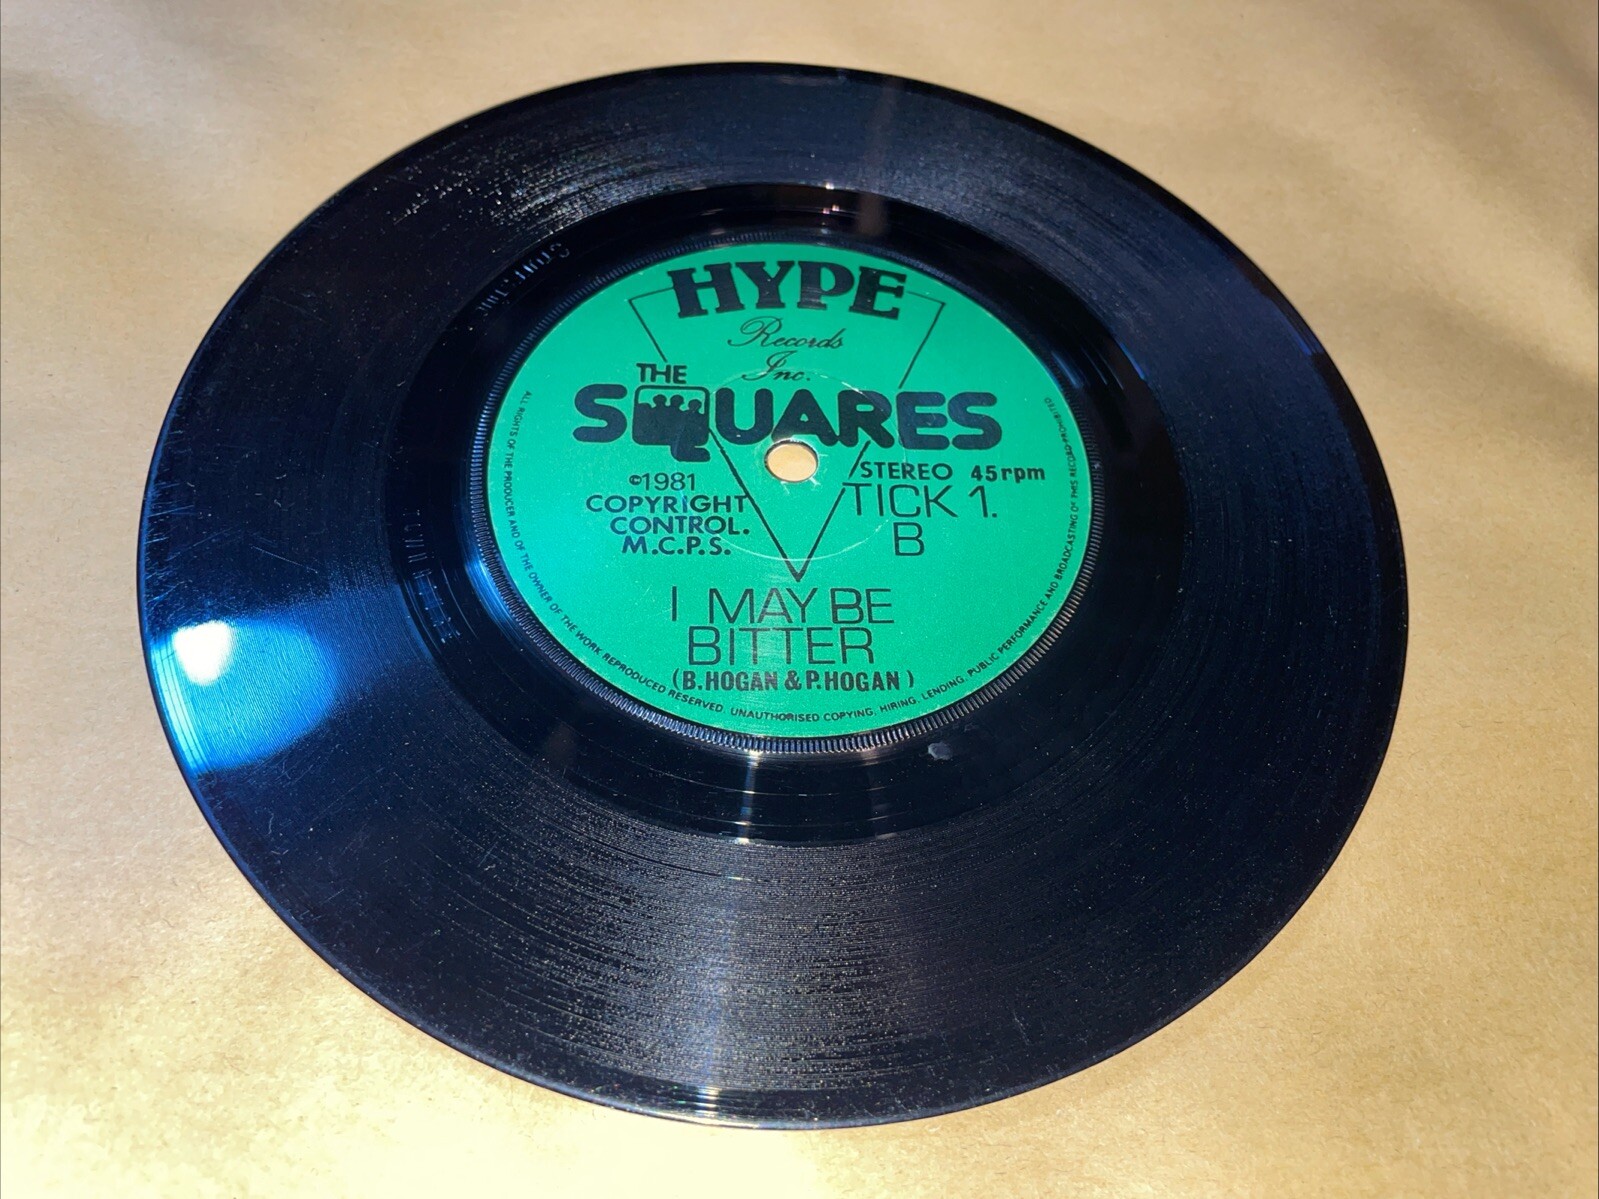 HYPE
Records
Inc.
THE
SQUARES
©1981
COPYRIGHT
CONTROL.
M.C.P.S.
STEREO 45rpm
TICK 1.
B
I MAY BE
BITTER
(B.HOGAN & P.HOGAN)
ALL RIGHTS OF THE PRODUCER AND OF THE OWNER OF THE WORK REPRODUCED RESERVED. UNAUTHORISED COPYING, HIRING, LENDING, PUBLIC PERFORMANCE AND BROADCASTING OF THIS RECORD PROHIBITED